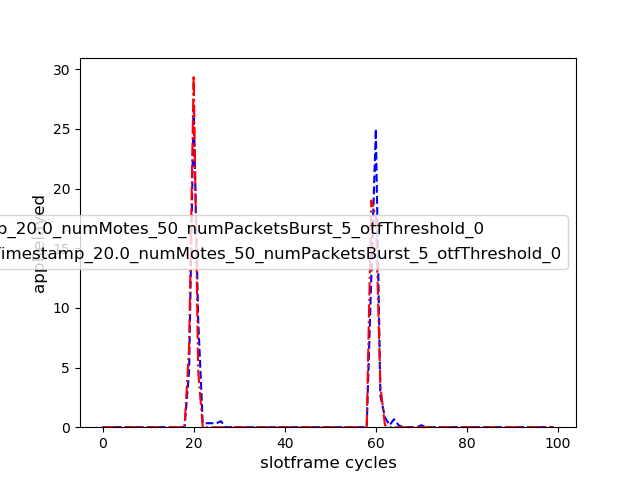 30
25
20
p_20.0_numMotes_50_numPacketsBurst_5_otfThreshold_0
15
imestamp_20.0_numMotes_50_numPacketsBurst_5_otfThreshold_0
10
5
0
0 20 40 60 80 100
slotframe cycles